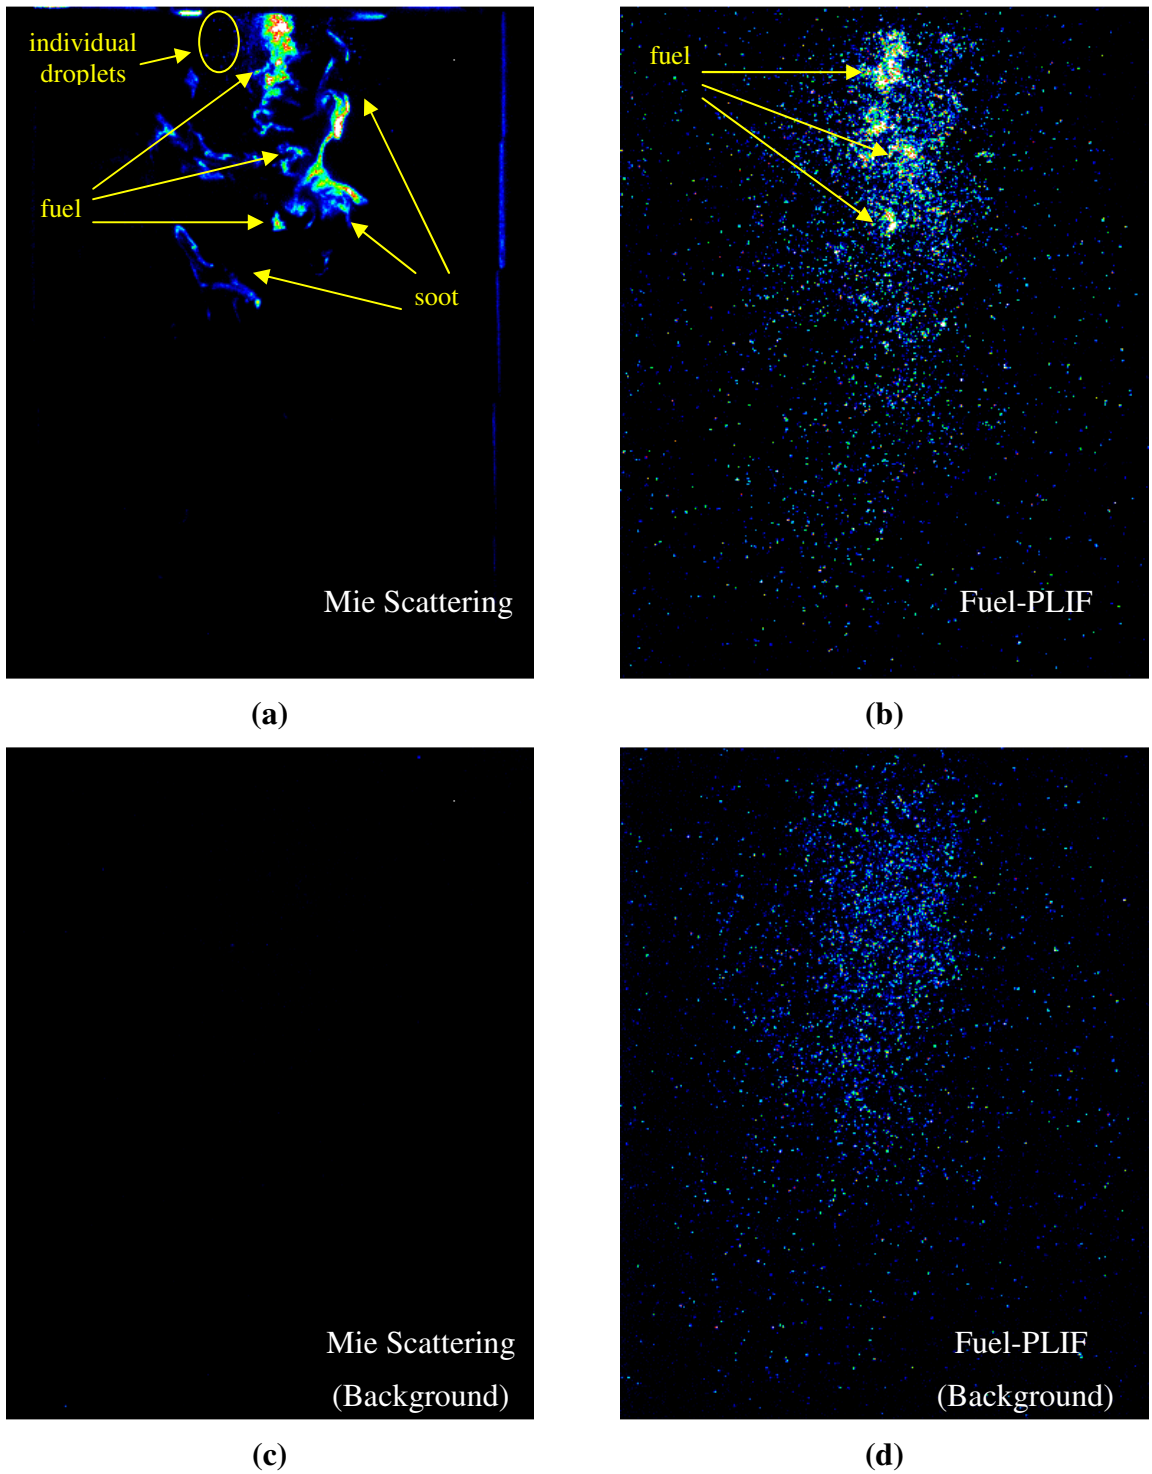 individual
droplets
fuel
soot
Mie Scattering
(a)
fuel
Fuel-PLIF
(b)
Mie Scattering
(Background)
(c)
Fuel-PLIF
(Background)
(d)